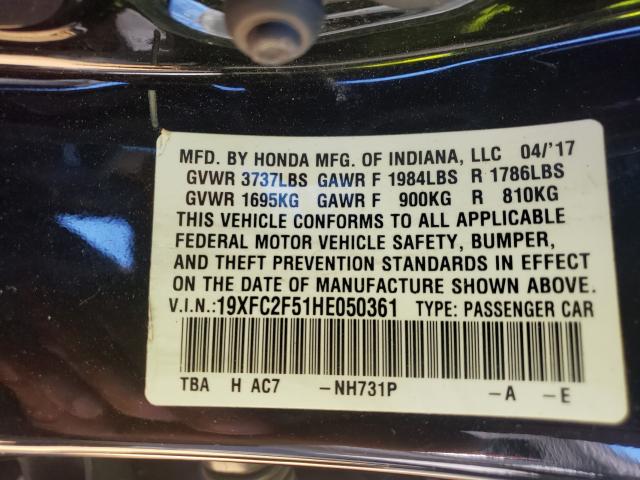 MFD. BY HONDA MFG. OF INDIANA, LLC 04/'17
GVWR 3737LBS GAWR F 1984LBS R 1786LBS
GVWR 1695KG GAWR F 900KG R 810KG
THIS VEHICLE CONFORMS TO ALL APPLICABLE
FEDERAL MOTOR VEHICLE SAFETY, BUMPER,
AND THEFT PREVENTION STANDARDS IN EFFECT
ON THE DATE OF MANUFACTURE SHOWN ABOVE.
V.I.N.:19XFC2F51HE050361 TYPE: PASSENGER CAR
TBA H AC7 -NH731P -A -E